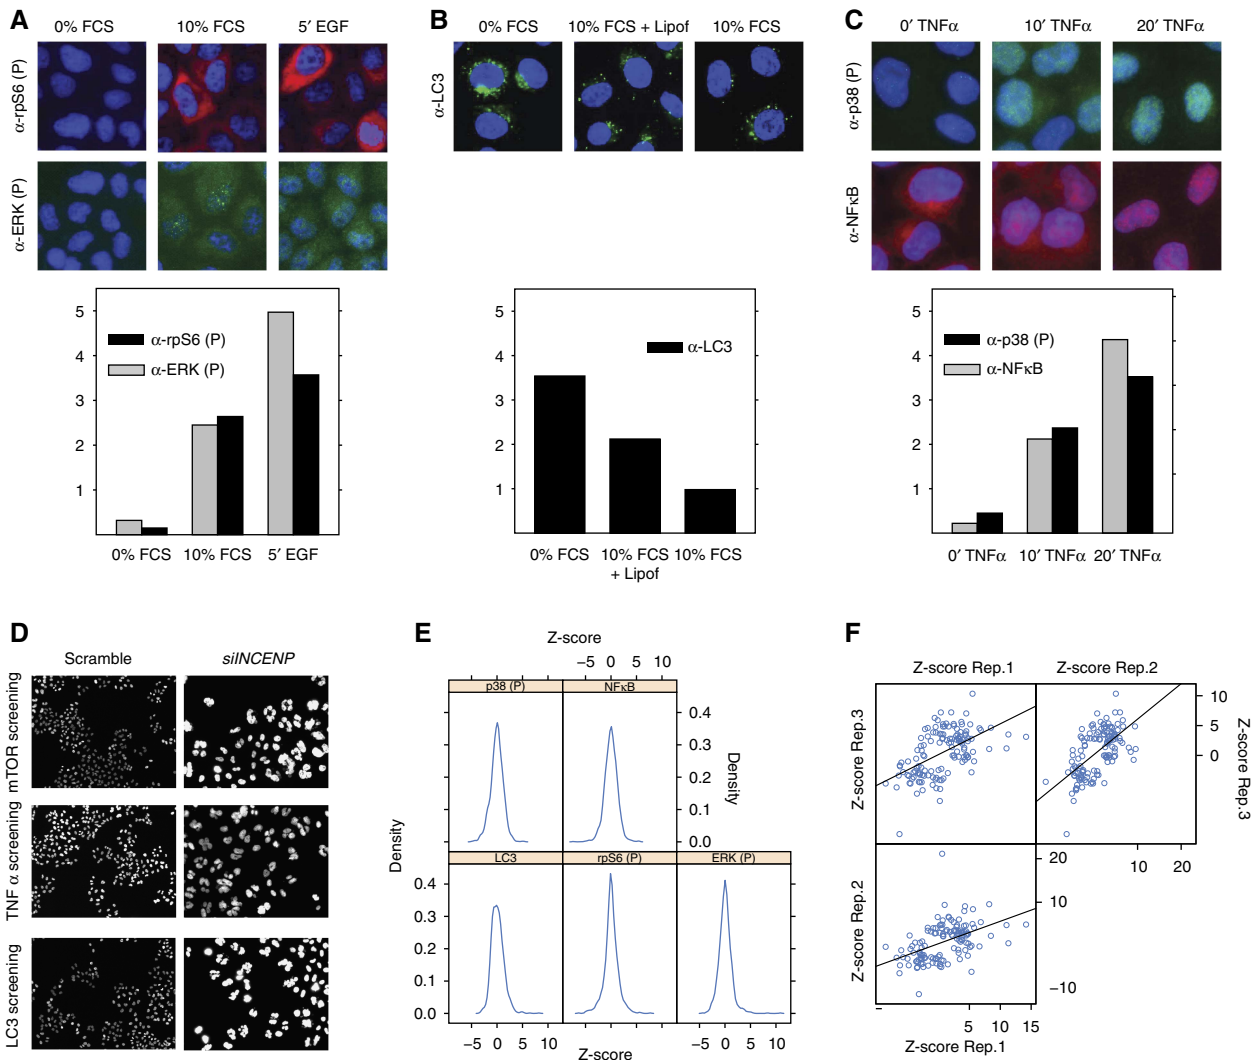 A
0% FCS 10% FCS 5′ EGF
α-rpS6 (P)
α-ERK (P)
5
4
3
2
1
α-rpS6 (P)
α-ERK (P)
0% FCS 10% FCS 5′ EGF
B
0% FCS 10% FCS + Lipof 10% FCS
α-LC3
5
4
3
2
1
α-LC3
0% FCS 10% FCS 10% FCS
+ Lipof
C
0′ TNFα 10′ TNFα 20′ TNFα
α-p38 (P)
α-NFκB
5
4
3
2
1
α-p38 (P)
α-NFκB
0′ TNFα 10′ TNFα 20′ TNFα
D
Scramble siINCENP
mTOR screening
TNF α screening
LC3 screening
E
Z-score
−5 0 5 10
p38 (P) NFκB
0.4
0.3
0.2
0.1
0.0
Density
Density
LC3 rpS6 (P) ERK (P)
0.4
0.3
0.2
0.1
0.0
−5 0 5 10 −5 0 5 10
Z-score
F
Z-score Rep.1 Z-score Rep.2
Z-score Rep.3
10
5
0
Z-score Rep.3
10 20
Z-score Rep.2
20
10
−10
− 5 10 15
Z-score Rep.1